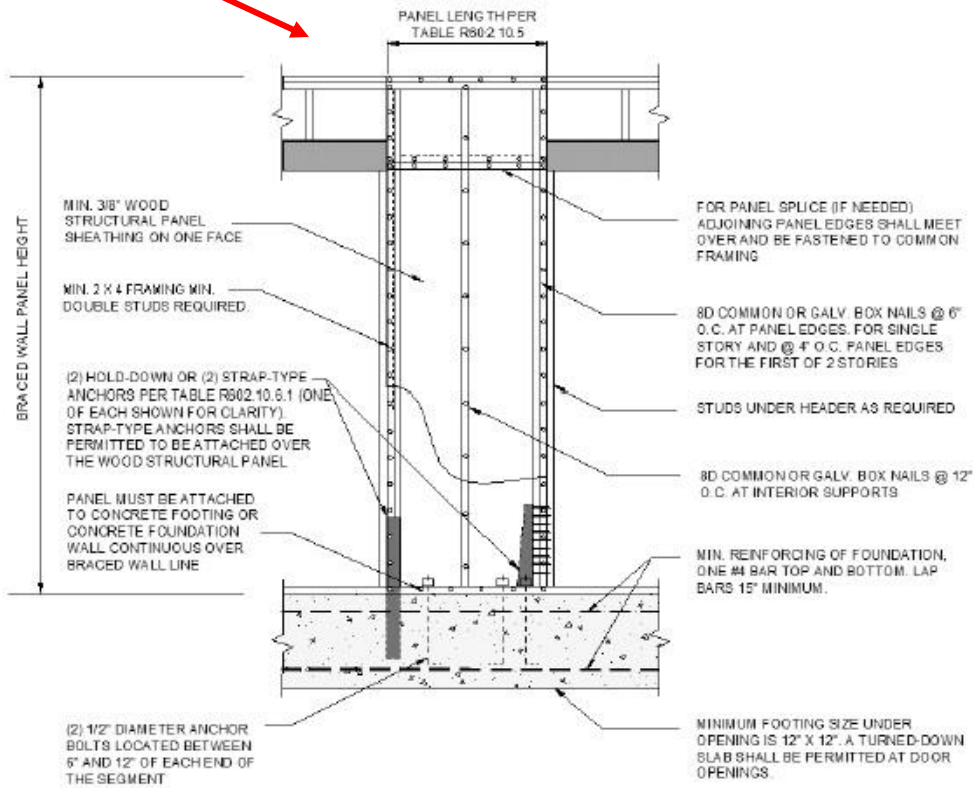 PANEL LENGTH PER
TABLE R602.10.5
BRACED WALL PANEL HEIGHT
MIN. 3/8" WOOD
STRUCTURAL PANEL
SHEATHING ON ONE FACE
MIN. 2 X 4 FRAMING MIN.
DOUBLE STUDS REQUIRED.
(2) HOLD-DOWN OR (2) STRAP-TYPE
ANCHORS PER TABLE R602.10.6.1 (ONE
OF EACH SHOWN FOR CLARITY).
STRAP-TYPE ANCHORS SHALL BE
PERMITTED TO BE ATTACHED OVER
THE WOOD STRUCTURAL PANEL
PANEL MUST BE ATTACHED
TO CONCRETE FOOTING OR
CONCRETE FOUNDATION
WALL CONTINUOUS OVER
BRACED WALL LINE
(2) 1/2" DIAMETER ANCHOR
BOLTS LOCATED BETWEEN
6" AND 12" OF EACH END OF
THE SEGMENT
FOR PANEL SPLICE (IF NEEDED)
ADJOINING PANEL EDGES SHALL MEET
OVER AND BE FASTENED TO COMMON
FRAMING
8D COMMON OR GALV. BOX NAILS @ 6"
O.C. AT PANEL EDGES. FOR SINGLE
STORY AND @ 4" O.C. PANEL EDGES
FOR THE FIRST OF 2 STORIES
STUDS UNDER HEADER AS REQUIRED
8D COMMON OR GALV. BOX NAILS @ 12"
O.C. AT INTERIOR SUPPORTS
MIN. REINFORCING OF FOUNDATION,
ONE #4 BAR TOP AND BOTTOM. LAP
BARS 15" MINIMUM.
MINIMUM FOOTING SIZE UNDER
OPENING IS 12" X 12". A TURNED-DOWN
SLAB SHALL BE PERMITTED AT DOOR
OPENINGS.